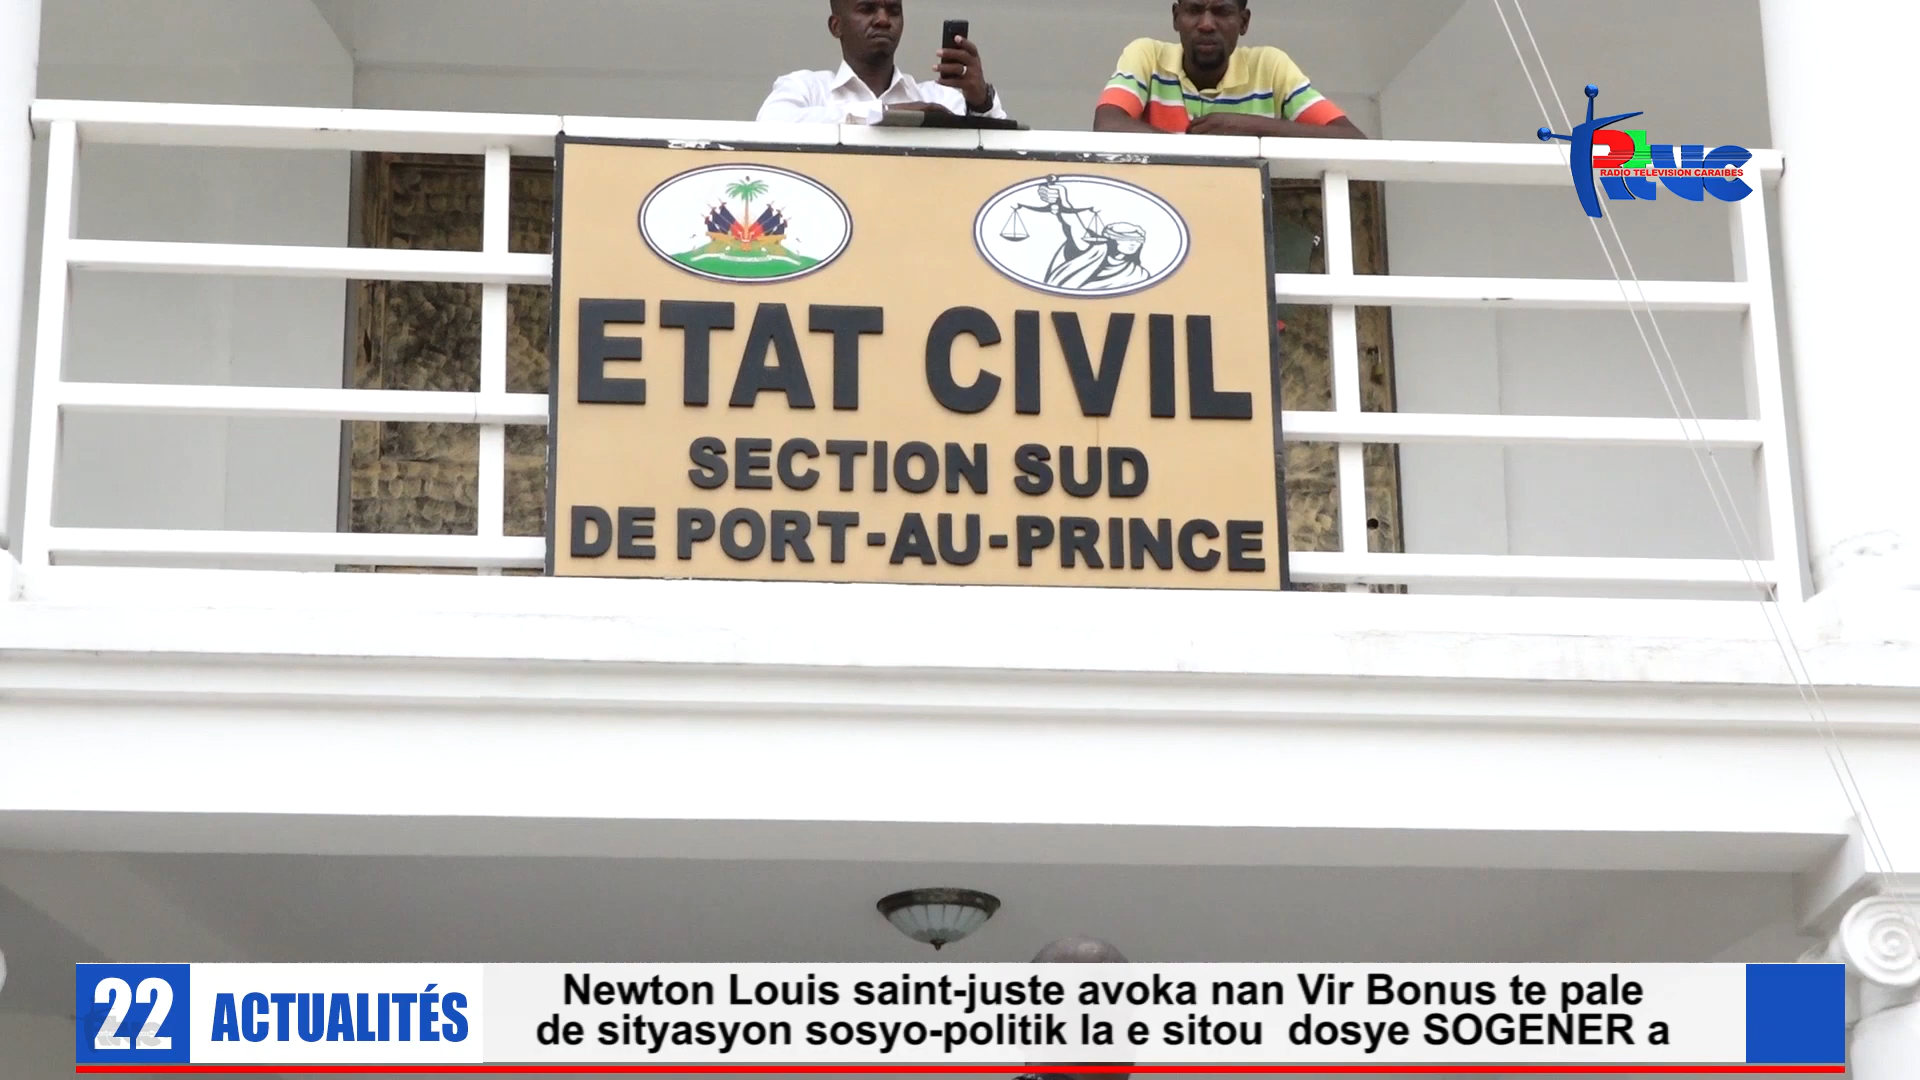 RTVC
RADIO TELEVISION CARAIBES
ETAT CIVIL
SECTION SUD
DE PORT-AU-PRINCE
22
ACTUALITÉS
Newton Louis saint-juste avoka nan Vir Bonus te pale
de sityasyon sosyo-politik la e sitou dosye SOGENER a